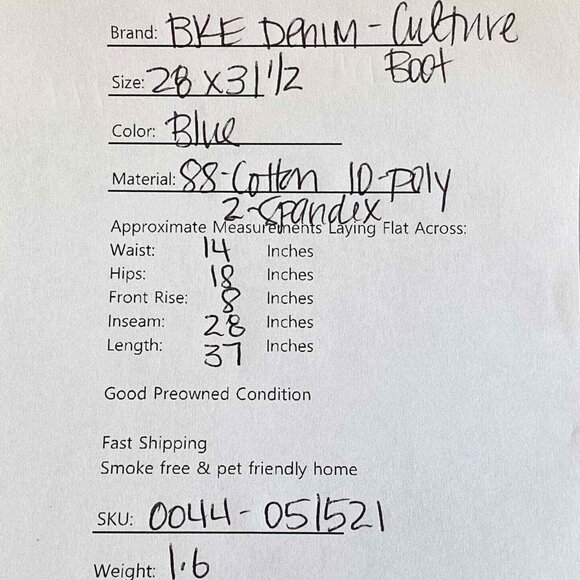 Brand: BKE Denim - Culture
Boot
Size: 28 x 31 1/2
Color: Blue
Material: 88-Cotton 10-poly
2-Spandex
Approximate Measurements Laying Flat Across:
Waist: 14 Inches
Hips: 18 Inches
Front Rise: 8 Inches
Inseam: 28 Inches
Length: 37 Inches
Good Preowned Condition
Fast Shipping
Smoke free & pet friendly home
SKU: 0044-051521
Weight: 1.6